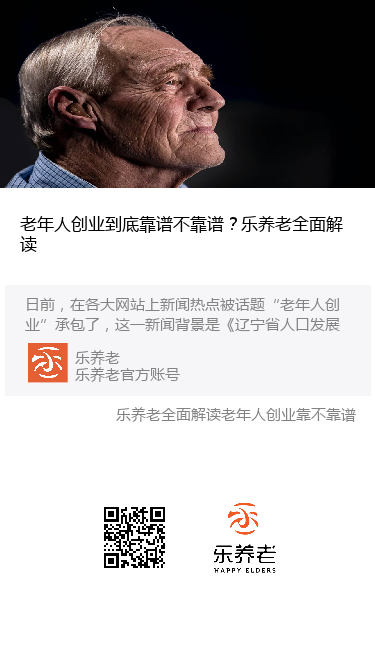 老年人创业到底靠谱不靠谱？乐养老全面解
读
日前，在各大网站上新闻热点被话题“老年人创
业”承包了，这一新闻背景是《辽宁省人口发展
乐养老
乐养老官方账号
乐养老全面解读老年人创业靠不靠谱
乐养老
HAPPY ELDERS